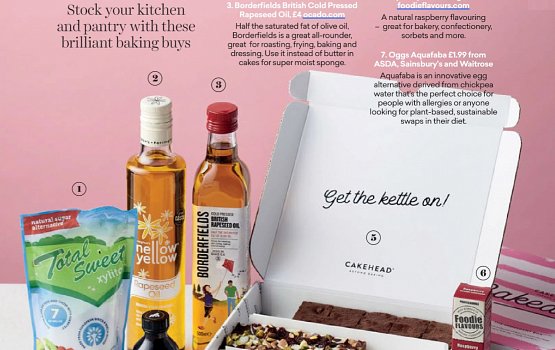 Stock your kitchen
and pantry with these
brilliant baking buys
3. Borderfields British Cold Pressed
Rapeseed Oil, £4 ocado.com
Half the saturated fat of olive oil,
Borderfields is a great all-rounder,
great for roasting, frying, baking and
dressing. Use it instead of butter in
cakes for super moist sponge.
foodieflavours.com
A natural raspberry flavouring
– great for bakery, confectionery,
sorbets and more.
7. Oggs Aquafaba £1.99 from
ASDA, Sainsbury's and Waitrose
Aquafaba is an innovative egg
alternative derived from chickpea
water that's the perfect choice for
people with allergies or anyone
looking for plant-based, sustainable
swaps in their diet.
1
2
3
5
6
natural sugar
alternative
Total Sweet
xylitol
7
mellow
yellow
Rapeseed
Oil
BORDERFIELDS
COLD PRESSED
BRITISH
RAPESEED OIL
Get the kettle on!
CAKEHEAD
BEYOND BAKING
Foodie
FLAVOURS
Raspberry